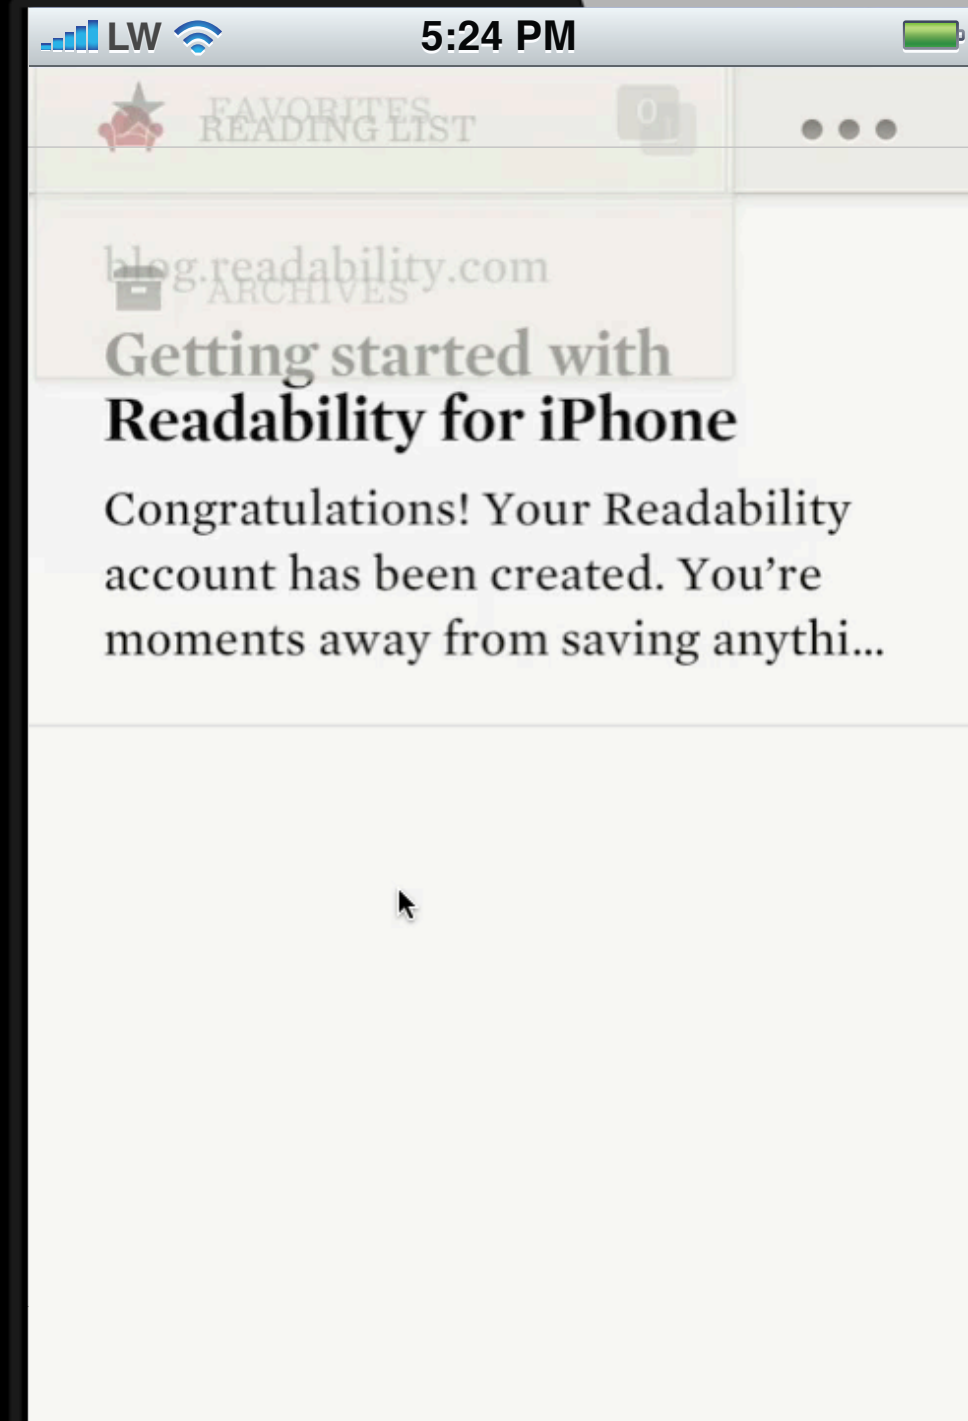 LW 5:24 PM
FAVORITES 0
READING LIST 1
blog.readability.com
ARCHIVES
Getting started with
Readability for iPhone
Congratulations! Your Readability
account has been created. You’re
moments away from saving anythi...